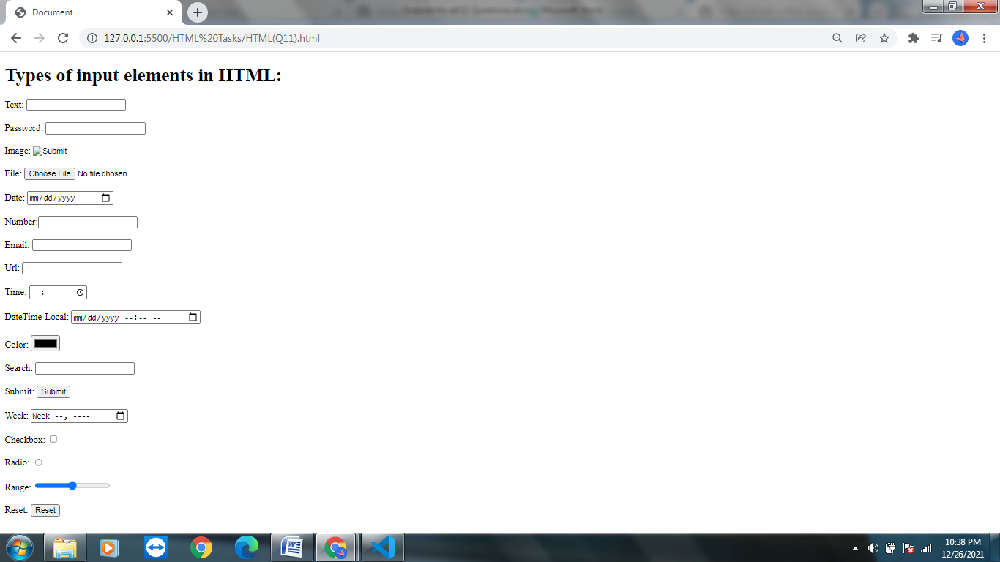 Document
127.0.0.1:5500/HTML%20Tasks/HTML(Q11).html
Types of input elements in HTML:
Text:
Password:
Image: Submit
File: Choose File No file chosen
Date: mm/dd/yyyy
Number:
Email:
Url:
Time: --:-- --
DateTime-Local: mm/dd/yyyy --:-- --
Color:
Search:
Submit: Submit
Week: Week --, ----
Checkbox:
Radio:
Range:
Reset: Reset
10:38 PM
12/26/2021